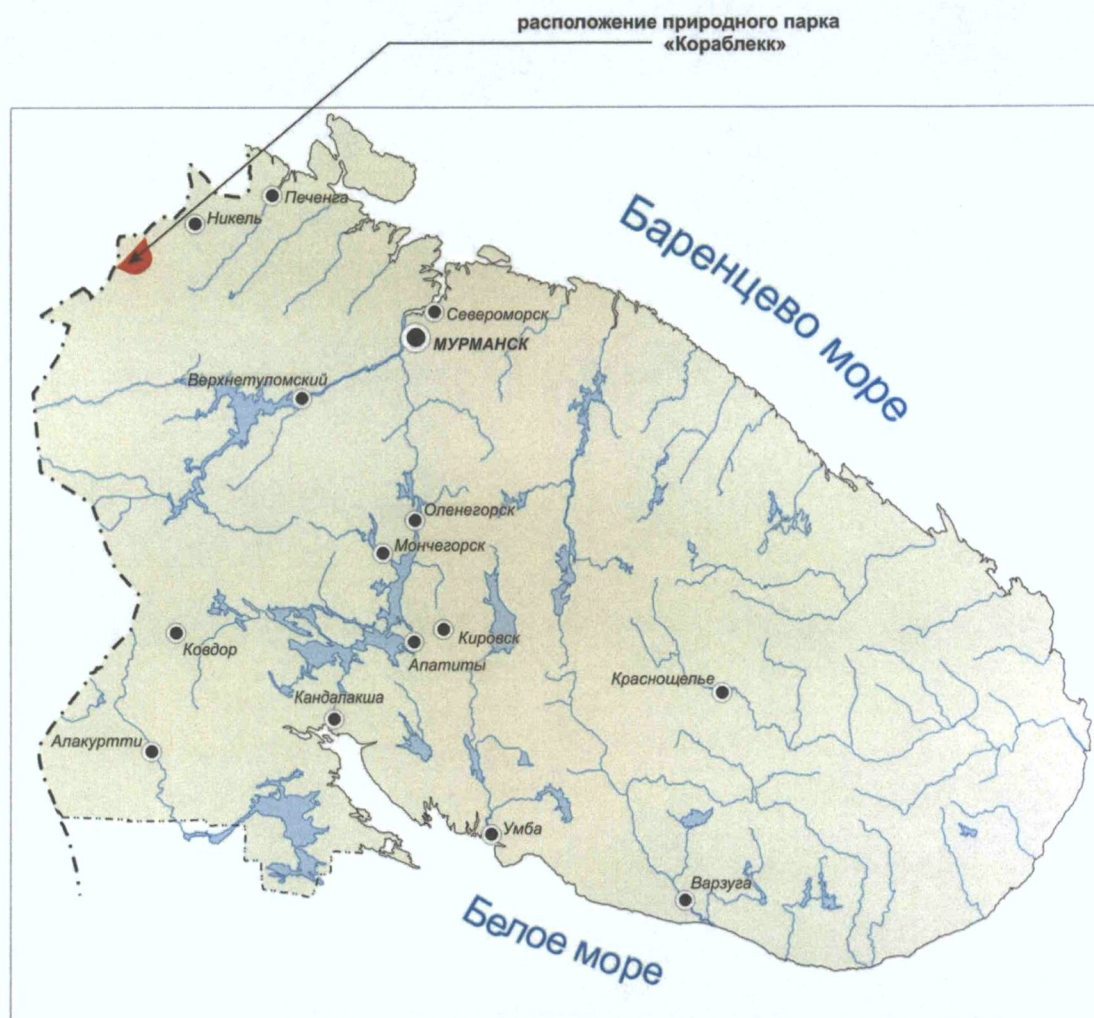 расположение природного парка
«Кораблекк»
Печенга
Никель
Баренцево море
Североморск
МУРМАНСК
Верхнетуломский
Оленегорск
Мончегорск
Ковдор
Кировск
Апатиты
Краснощелье
Кандалакша
Алакуртти
Умба
Варзуга
Белое море